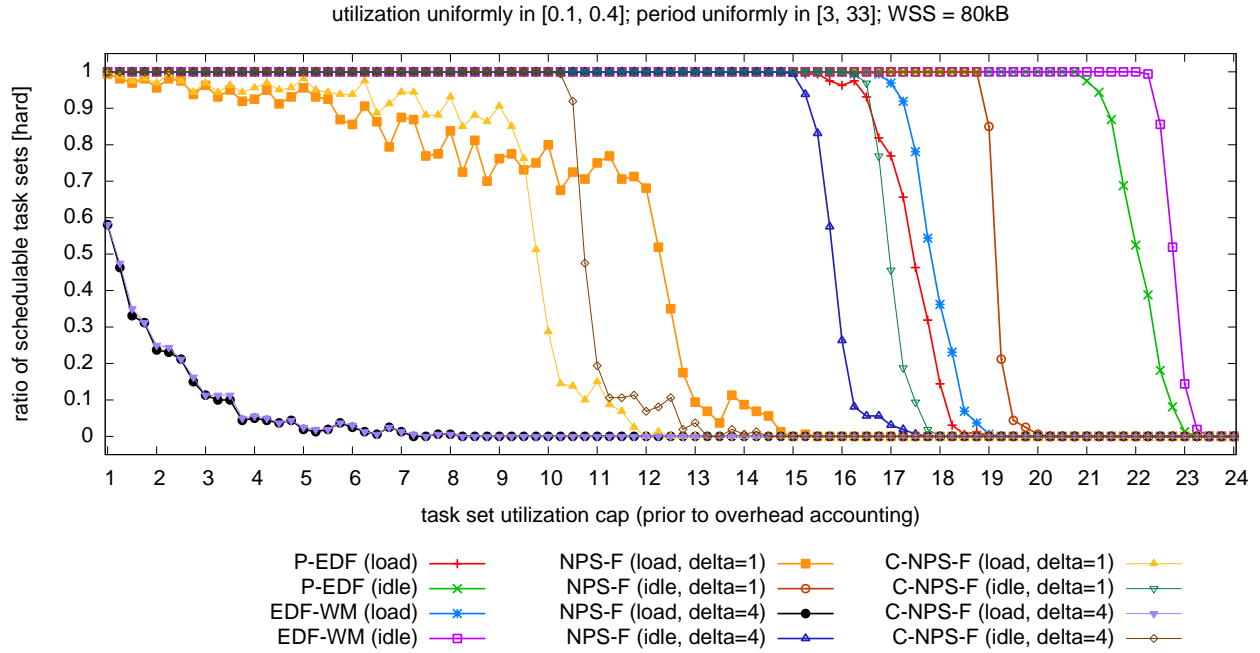 utilization uniformly in [0.1, 0.4]; period uniformly in [3, 33]; WSS = 80kB
ratio of schedulable task sets [hard]
1
0.9
0.8
0.7
0.6
0.5
0.4
0.3
0.2
0.1
0
1 2 3 4 5 6 7 8 9 10 11 12 13 14 15 16 17 18 19 20 21 22 23 24
task set utilization cap (prior to overhead accounting)
P-EDF (load) NPS-F (load, delta=1) C-NPS-F (load, delta=1)
P-EDF (idle) NPS-F (idle, delta=1) C-NPS-F (idle, delta=1)
EDF-WM (load) NPS-F (load, delta=4) C-NPS-F (load, delta=4)
EDF-WM (idle) NPS-F (idle, delta=4) C-NPS-F (idle, delta=4)